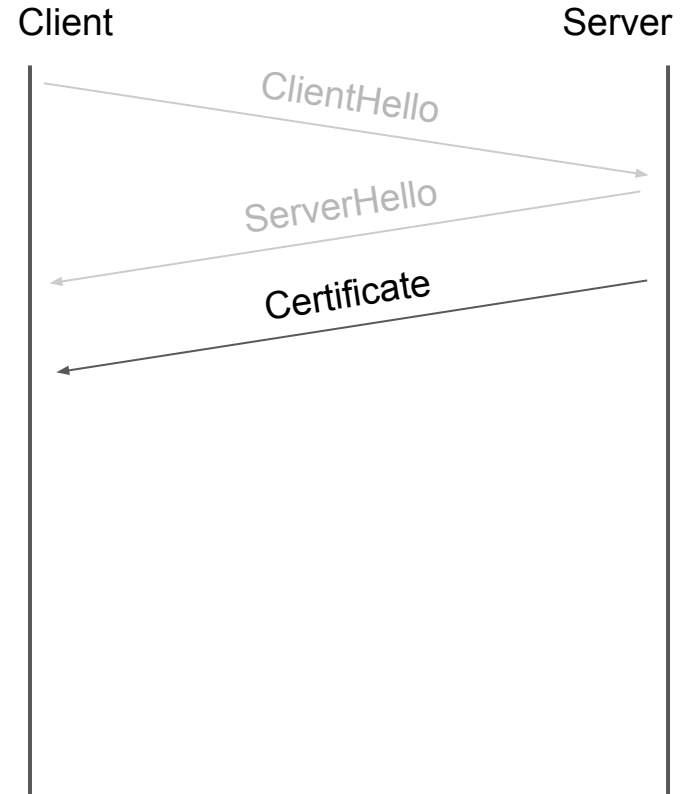 Client
Server
ClientHello
ServerHello
Certificate